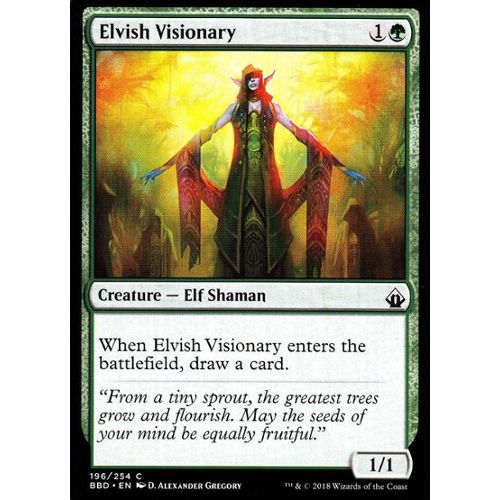 Elvish Visionary 1
Creature — Elf Shaman
When Elvish Visionary enters the
battlefield, draw a card.
“From a tiny sprout, the greatest trees
grow and flourish. May the seeds of
your mind be equally fruitful.”
1/1
196/254 C
BBD • EN D. Alexander Gregory ™ & © 2018 Wizards of the Coast